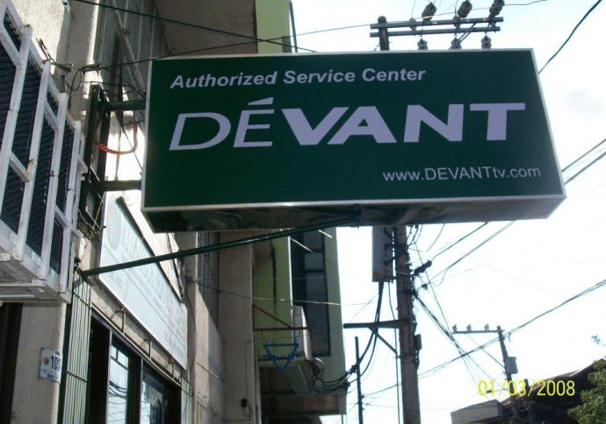 Authorized Service Center
DÉVANT
www.DEVANTtv.com
01/03/2008